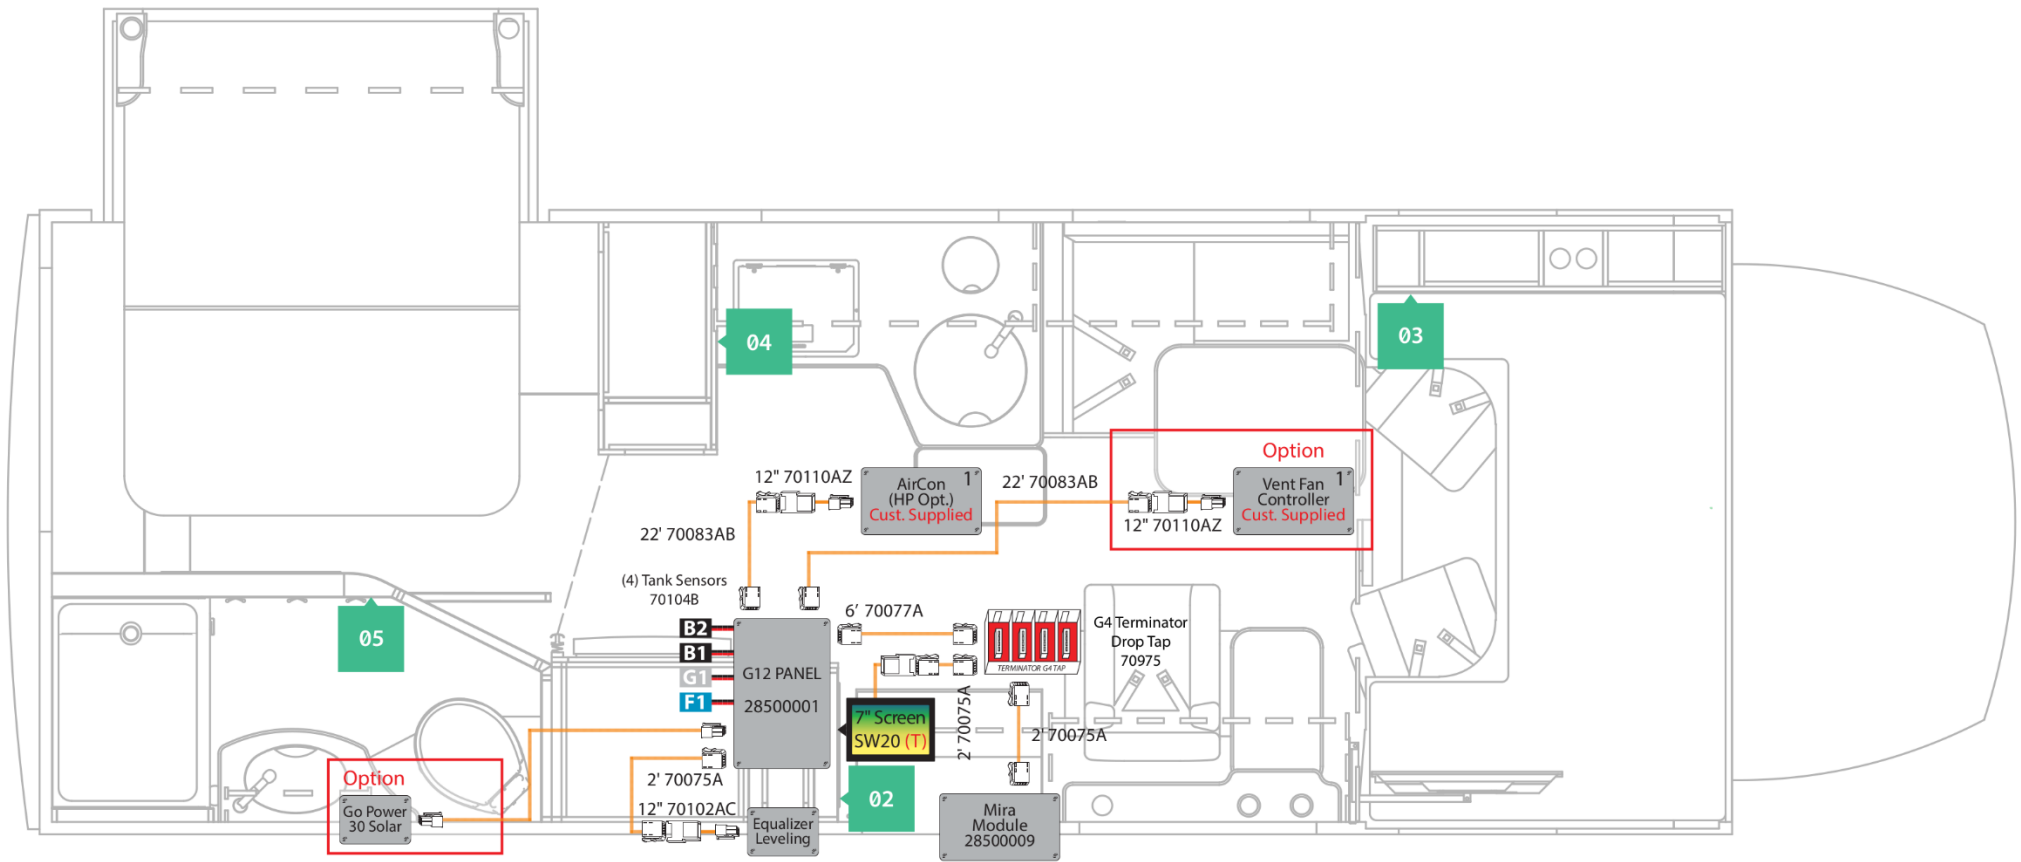 04
03
Option
12" 70110AZ
AirCon 1
(HP Opt.)
Cust. Supplied
22' 70083AB
Vent Fan 1
Controller
Cust. Supplied
12" 70110AZ
22' 70083AB
(4) Tank Sensors
70104B
05
B2
B1
G1
F1
G12 PANEL
28500001
6’ 70077A
TERMINATOR G4 TAP
G4 Terminator
Drop Tap
70975
7" Screen
SW20 (T)
2' 70075A
2' 70075A
2' 70075A
Option
Go Power
30 Solar
12" 70102AC
Equalizer
Leveling
02
Mira
Module
28500009